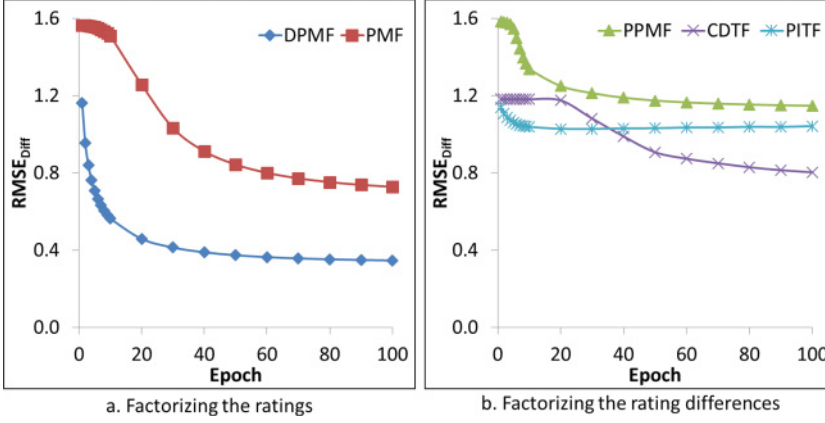 1.6
1.2
0.8
0.4
0.0
RMSE_Diff
DPMF PMF
0 20 40 60 80 100
Epoch
a. Factorizing the ratings
1.6
1.2
0.8
0.4
0.0
RMSE_Diff
PPMF CDTF PITF
0 20 40 60 80 100
Epoch
b. Factorizing the rating differences